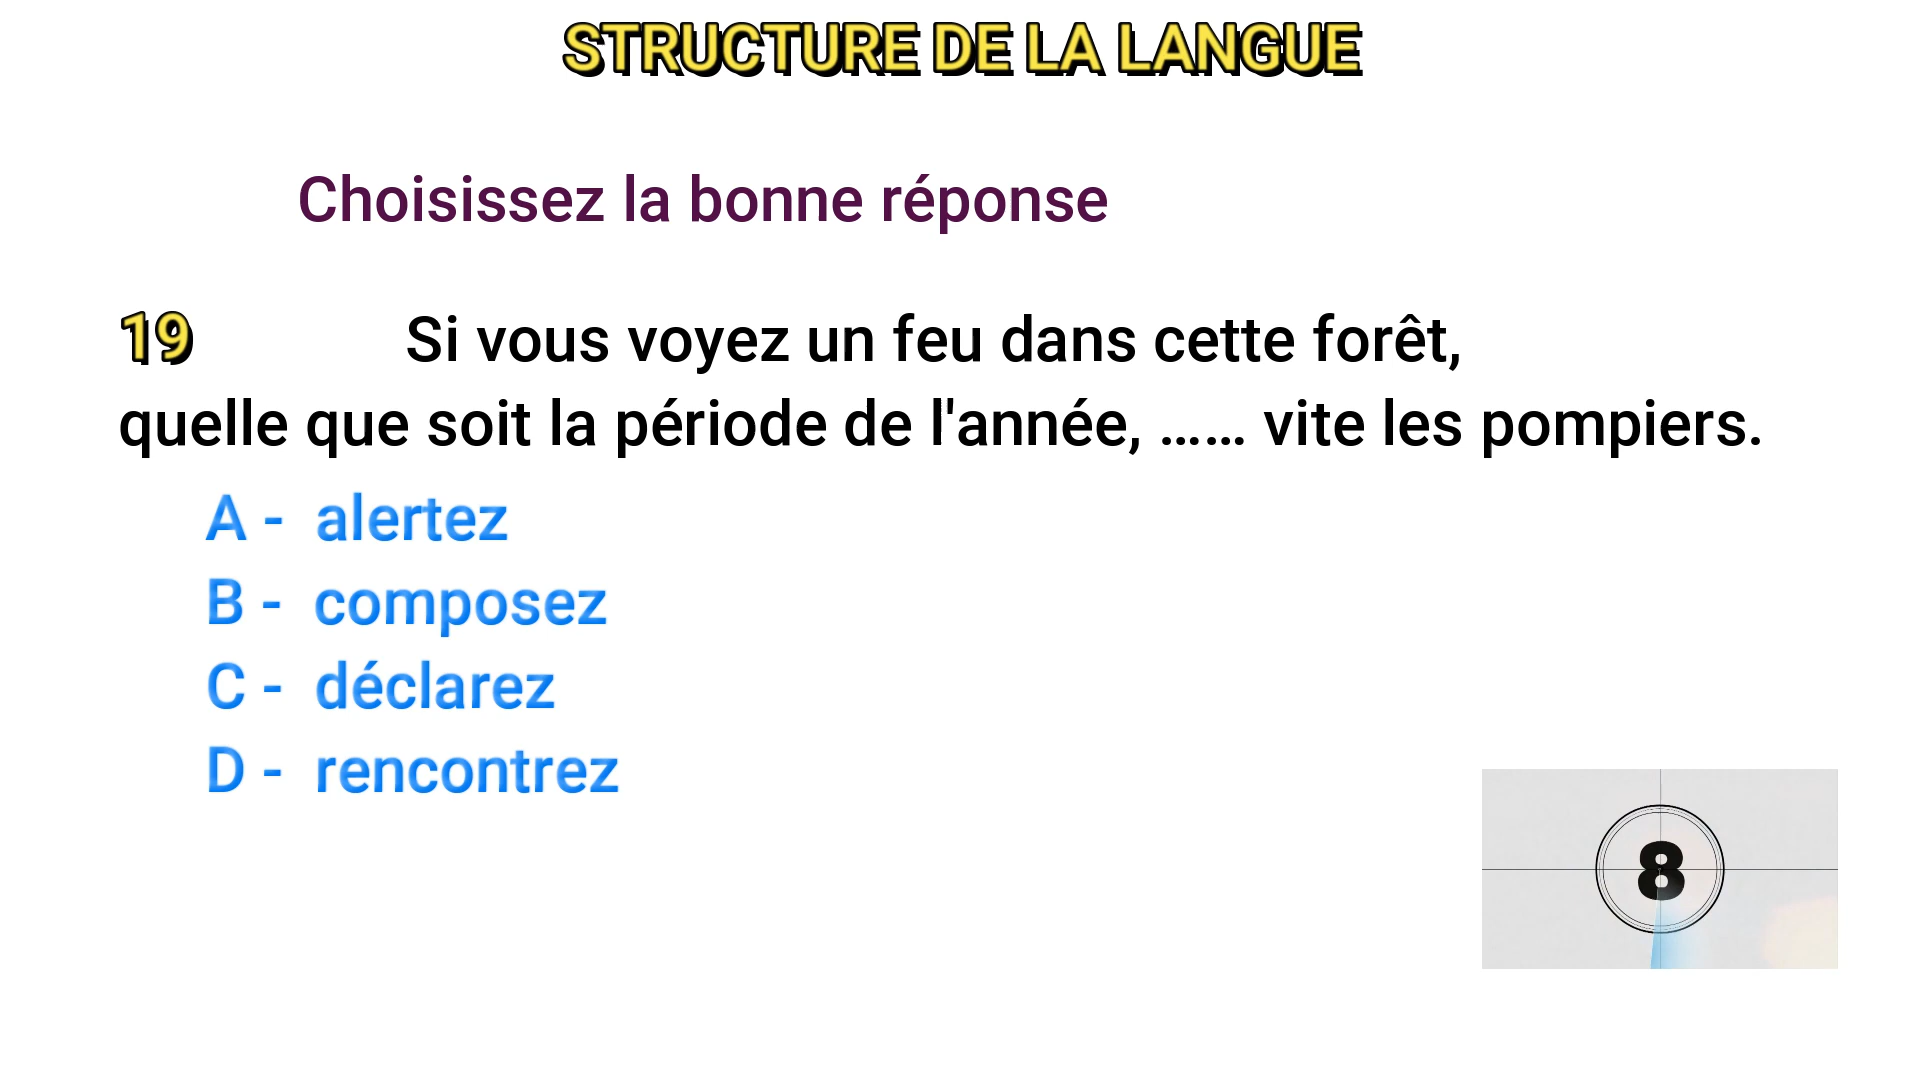 STRUCTURE DE LA LANGUE
Choisissez la bonne réponse
19 Si vous voyez un feu dans cette forêt,
quelle que soit la période de l'année, ...... vite les pompiers.
A - alertez
B - composez
C - déclarez
D - rencontrez
8